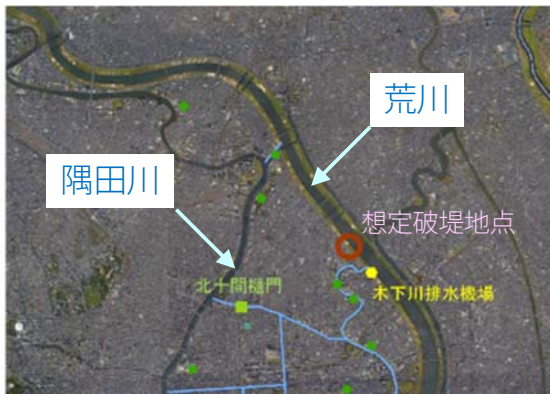 荒川
隅田川
想定破堤地点
北十間樋門
木下川排水機場